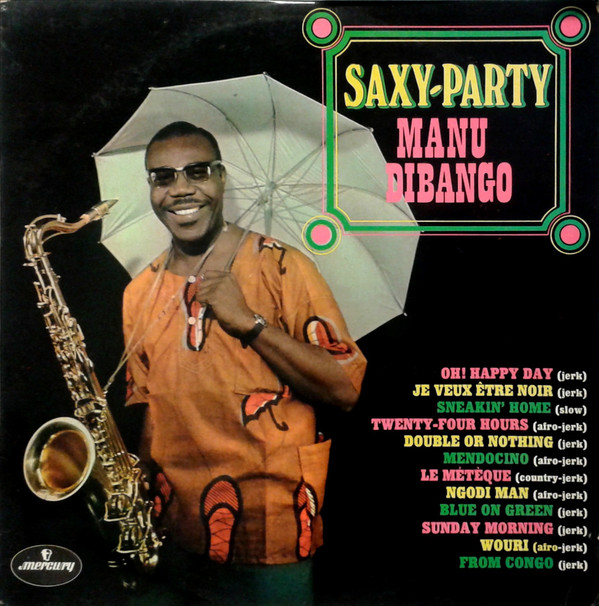 SAXY-PARTY
MANU
DIBANGO
OH! HAPPY DAY (jerk)
JE VEUX ÊTRE NOIR (jerk)
SNEAKIN' HOME (slow)
TWENTY-FOUR HOURS (afro-jerk)
DOUBLE OR NOTHING (jerk)
MENDOCINO (afro-jerk)
LE MÉTÈQUE (country-jerk)
NGODI MAN (afro-jerk)
BLUE ON GREEN (jerk)
SUNDAY MORNING (jerk)
WOURI (afro-jerk)
FROM CONGO (jerk)
mercury